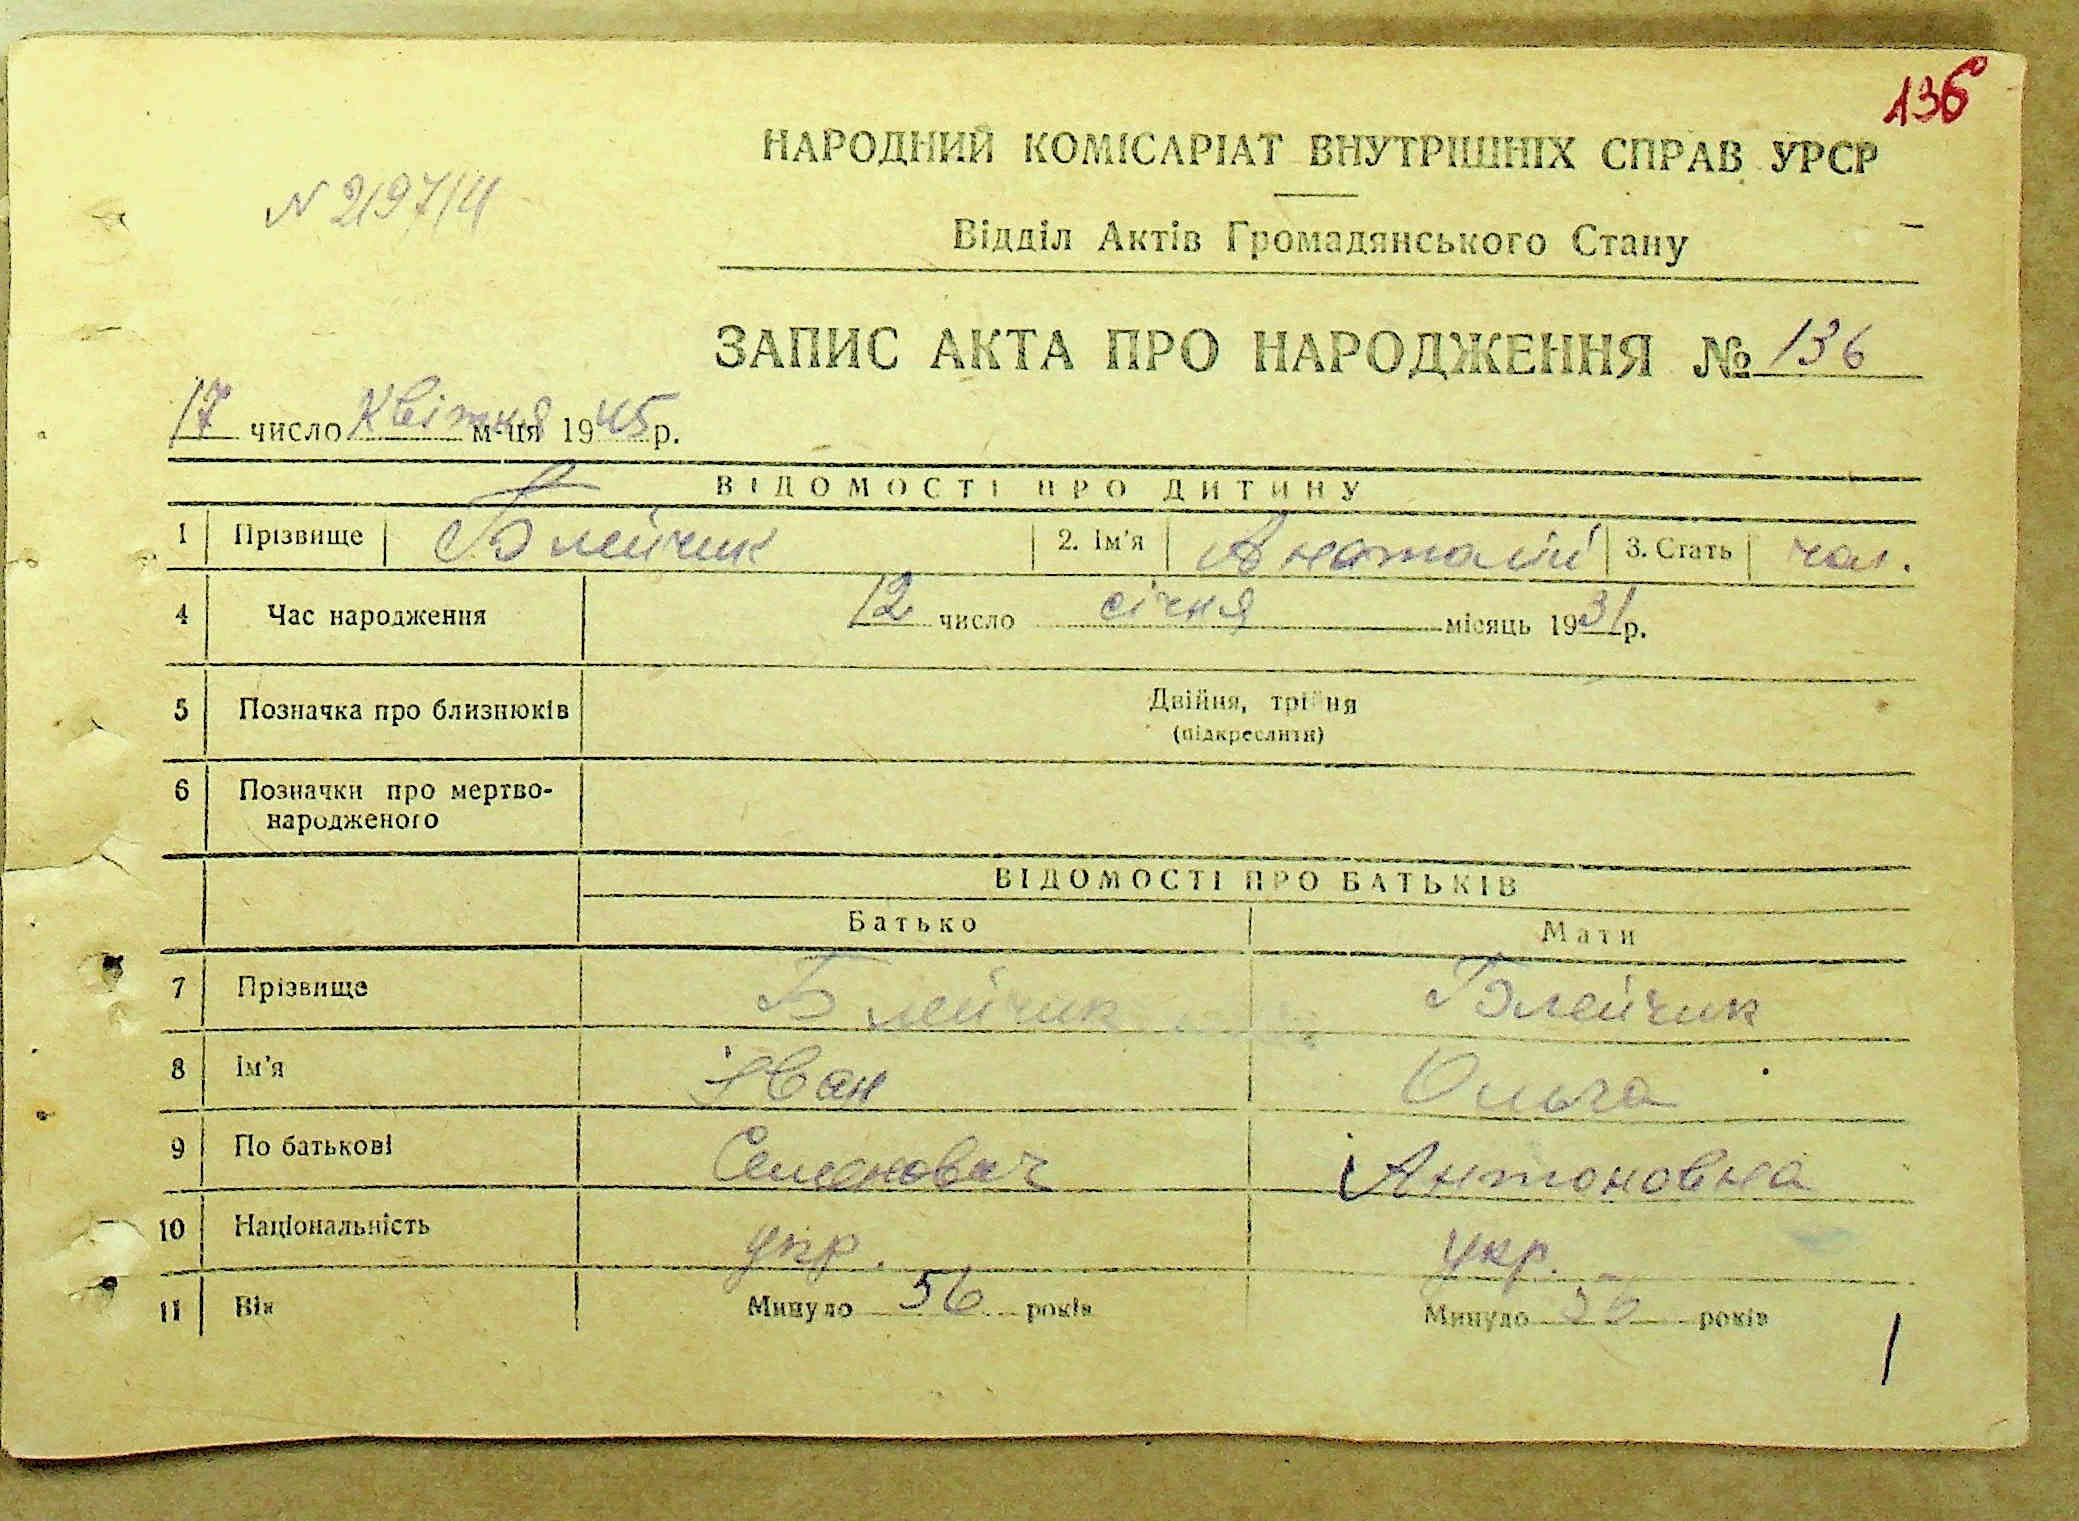 136
НАРОДНИЙ КОМІСАРІАТ ВНУТРІШНІХ СПРАВ УРСР
N 2197/4
Відділ Актів Громадянського Стану
ЗАПИС АКТА ПРО НАРОДЖЕННЯ № 136
17 число Квітня м-ця 1945 р.
ВІДОМОСТІ ПРО ДИТИНУ
1 Прізвище Блейчик 2. Ім'я Анатолій 3. Стать чол.
4 Час народження 12 число січня місяць 1931 р.
5 Позначка про близнюків Двійня, трійня
(підкреслити)
6 Позначки про мертво-
народженого
ВІДОМОСТІ ПРО БАТЬКІВ
Батько Мати
7 Прізвище Блейчик Блейчик
8 Ім'я Іван Ольга
9 По батькові Семенович Антоновна
10 Національність укр. укр.
11 Вік Минуло 56 років Минуло 56 років